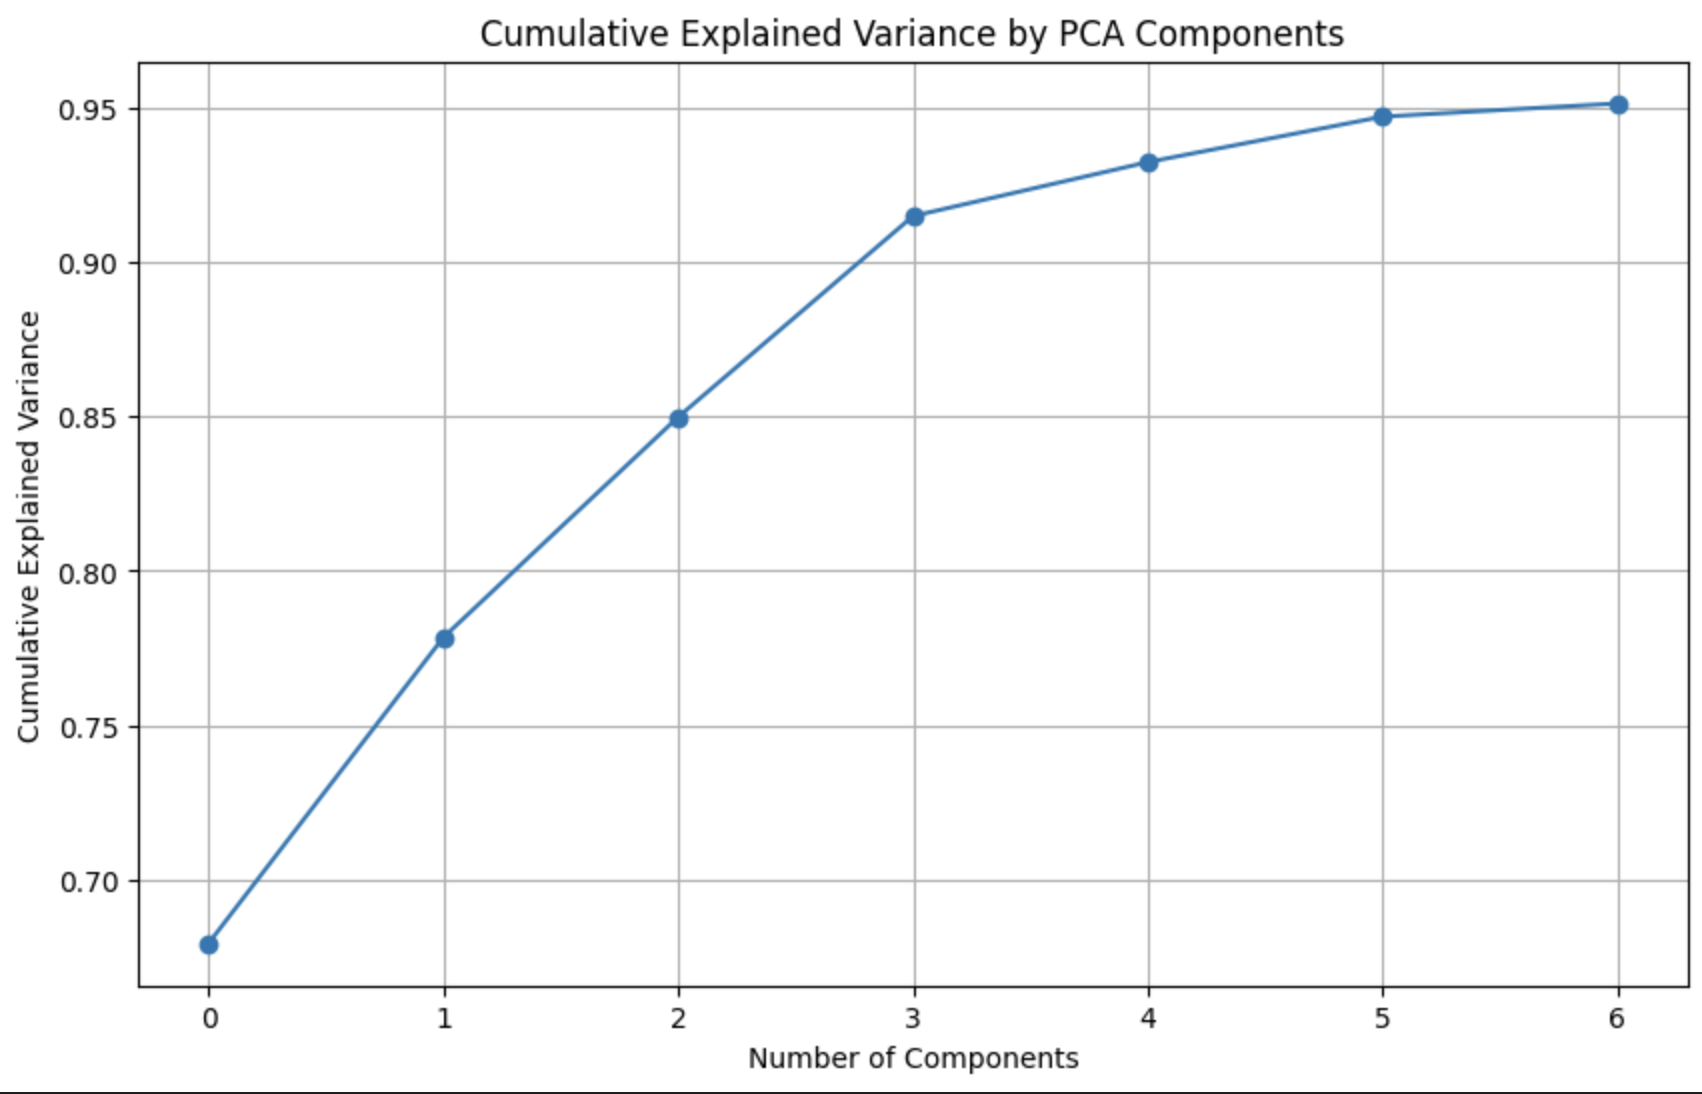 Cumulative Explained Variance by PCA Components
Cumulative Explained Variance
0.95
0.90
0.85
0.80
0.75
0.70
0 1 2 3 4 5 6
Number of Components